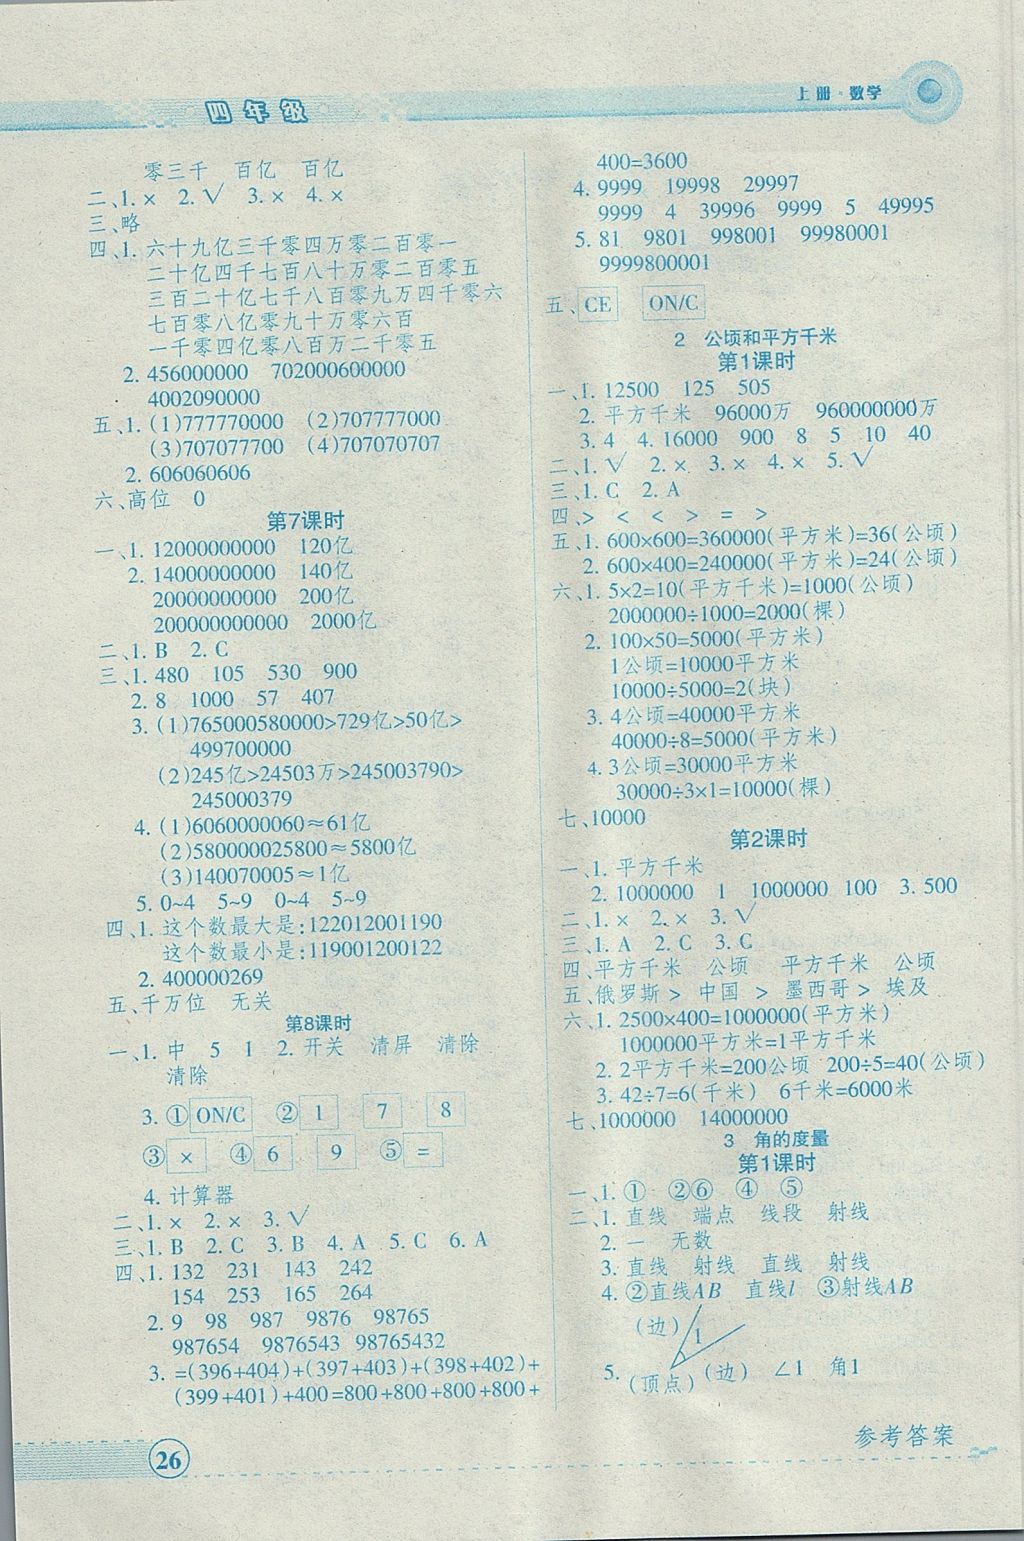 四年级
上册·数学
零三千 百亿 百亿
二、1. × 2. √ 3. × 4. ×
三、略
四、1. 六十九亿三千零四万零二百零一
二十亿四千七百八十万零二百零五
三百二十亿七千八百零九万四千零六
七百零八亿零九十万零六百
一千零四亿零八百万二千零五
2. 456000000 702000600000
4002090000
五、1. (1)777770000 (2)707777000
(3)707077700 (4)707070707
2. 606060606
六、高位 0
第7课时
一、1. 12000000000 120亿
2. 14000000000 140亿
20000000000 200亿
200000000000 2000亿
二、1. B 2. C
三、1. 480 105 530 900
2. 8 1000 57 407
3. (1)765000580000>729亿>50亿>
499700000
(2)245亿>24503万>245003790>
245000379
4. (1)6060000060≈61亿
(2)580000025800≈5800亿
(3)140070005≈1亿
5. 0~4 5~9 0~4 5~9
四、1. 这个数最大是:122012001190
这个数最小是:119001200122
2. 400000269
五、千万位 无关
第8课时
一、1. 中 5 1 2. 开关 清屏 清除
清除
3. ①ON/C ②1 7 8
③× ④6 9 ⑤=
4. 计算器
二、1. × 2. × 3. √
三、1. B 2. C 3. B 4. A 5. C 6. A
四、1. 132 231 143 242
154 253 165 264
2. 9 98 987 9876 98765
987654 9876543 98765432
3. =(396+404)+(397+403)+(398+402)+
(399+401)+400=800+800+800+800+
400=3600
4. 9999 19998 29997
9999 4 39996 9999 5 49995
5. 81 9801 998001 99980001
9999800001
五、CE ON/C
2 公顷和平方千米
第1课时
一、1. 12500 125 505
2. 平方千米 96000万 960000000万
3. 4 4. 16000 900 8 5 10 40
二、1. √ 2. × 3. × 4. × 5. √
三、1. C 2. A
四、> < < > = >
五、1. 600×600=360000(平方米)=36(公顷)
2. 600×400=240000(平方米)=24(公顷)
六、1. 5×2=10(平方千米)=1000(公顷)
2000000÷1000=2000(棵)
2. 100×50=5000(平方米)
1公顷=10000平方米
10000÷5000=2(块)
3. 4公顷=40000平方米
40000÷8=5000(平方米)
4. 3公顷=30000平方米
30000÷3×1=10000(棵)
七、10000
第2课时
一、1. 平方千米
2. 1000000 1 1000000 100 3. 500
二、1. × 2. × 3. √
三、1. A 2. C 3. C
四、平方千米 公顷 平方千米 公顷
五、俄罗斯 > 中国 > 墨西哥 > 埃及
六、1. 2500×400=1000000(平方米)
1000000平方米=1平方千米
2. 2平方千米=200公顷 200÷5=40(公顷)
3. 42÷7=6(千米) 6千米=6000米
七、1000000 14000000
3 角的度量
第1课时
一、1. ① ②⑥ ④ ⑤
二、1. 直线 端点 线段 射线
2. 一 无数
3. 直线 射线 直线 射线
4. ②直线AB 直线l ③射线AB
(边) 1
5. (顶点) (边) ∠1 角1
参考答案
26